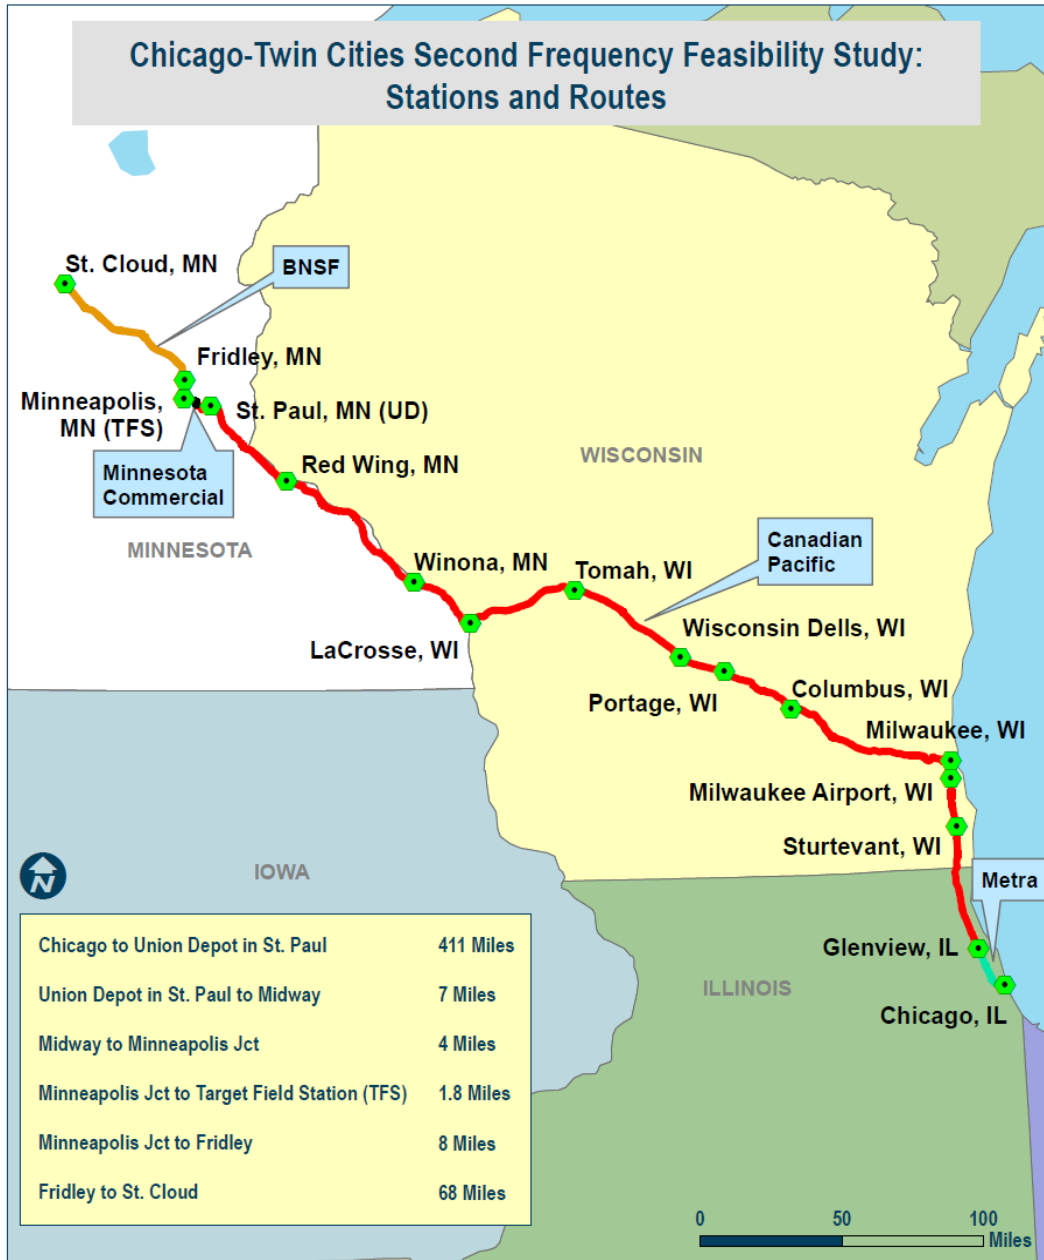 Chicago-Twin Cities Second Frequency Feasibility Study:
Stations and Routes
St. Cloud, MN
BNSF
Fridley, MN
Minneapolis,
MN (TFS)
St. Paul, MN (UD)
Minnesota
Commercial
Red Wing, MN
WISCONSIN
MINNESOTA
Canadian
Pacific
Winona, MN
Tomah, WI
LaCrosse, WI
Wisconsin Dells, WI
Portage, WI
Columbus, WI
Milwaukee, WI
Milwaukee Airport, WI
Sturtevant, WI
N
IOWA
Metra
Glenview, IL
ILLINOIS
Chicago, IL
Chicago to Union Depot in St. Paul 411 Miles
Union Depot in St. Paul to Midway 7 Miles
Midway to Minneapolis Jct 4 Miles
Minneapolis Jct to Target Field Station (TFS) 1.8 Miles
Minneapolis Jct to Fridley 8 Miles
Fridley to St. Cloud 68 Miles
0 50 100
Miles